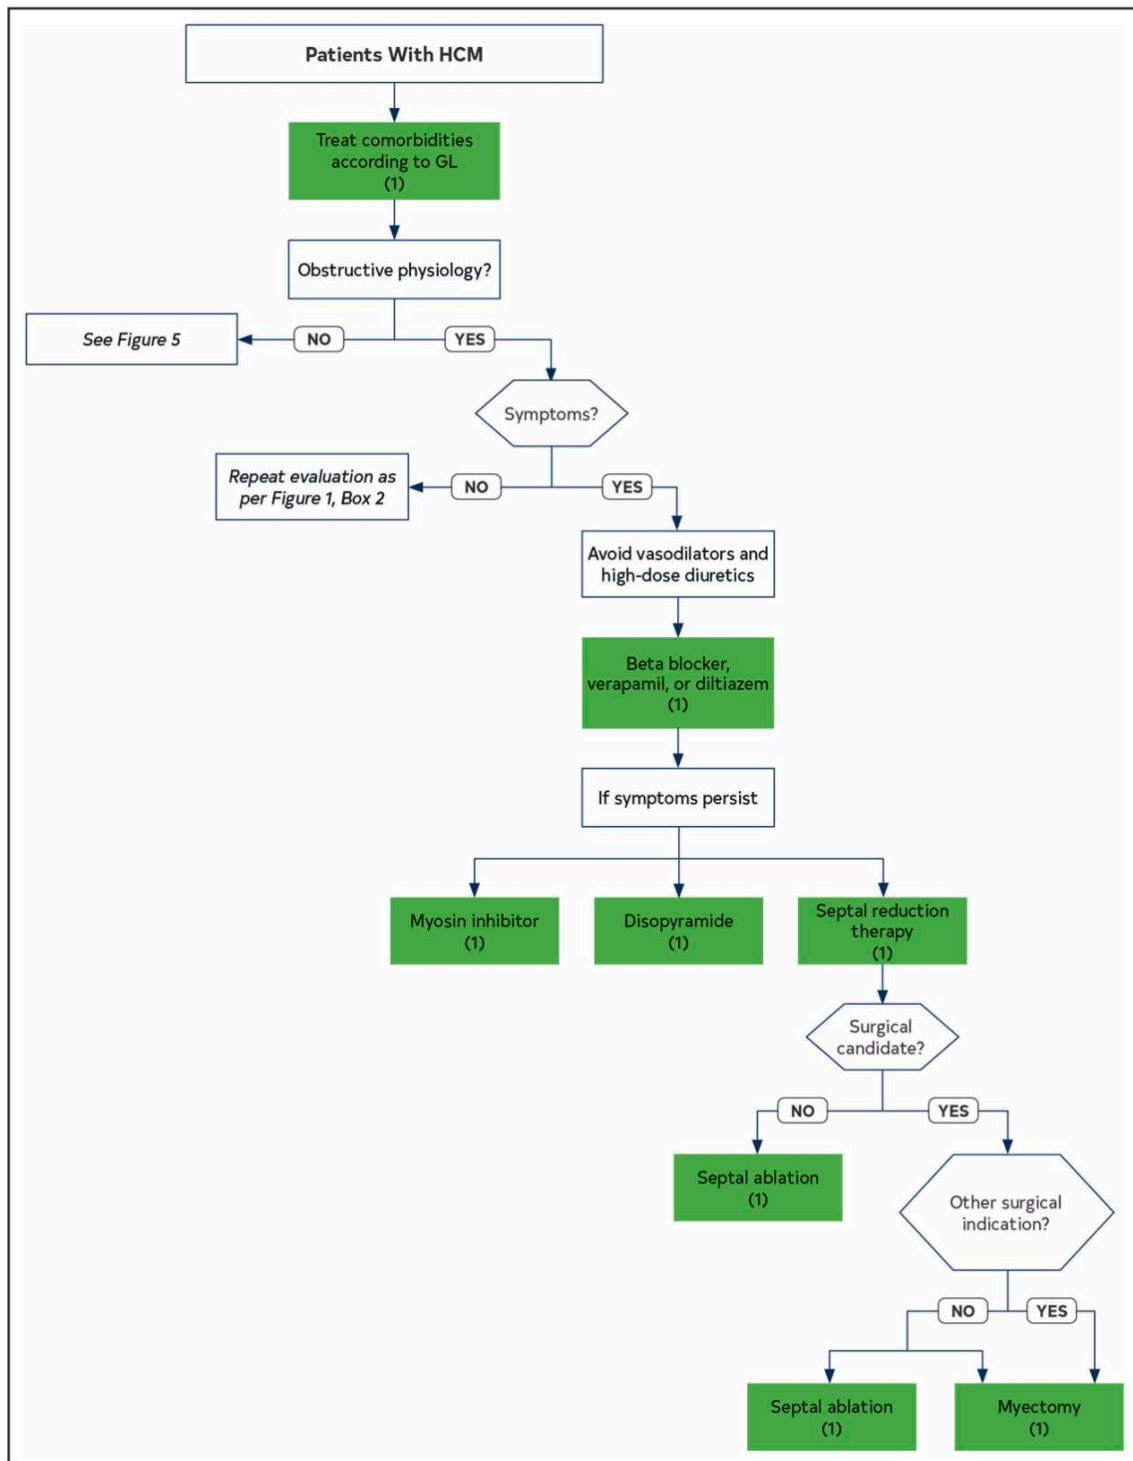 Patients With HCM
Treat comorbidities
according to GL
(1)
Obstructive physiology?
See Figure 5
NO
YES
Symptoms?
Repeat evaluation as
per Figure 1, Box 2
NO
YES
Avoid vasodilators and
high-dose diuretics
Beta blocker,
verapamil, or diltiazem
(1)
If symptoms persist
Myosin inhibitor
(1)
Disopyramide
(1)
Septal reduction
therapy
(1)
Surgical
candidate?
NO
YES
Septal ablation
(1)
Other surgical
indication?
NO
YES
Septal ablation
(1)
Myectomy
(1)